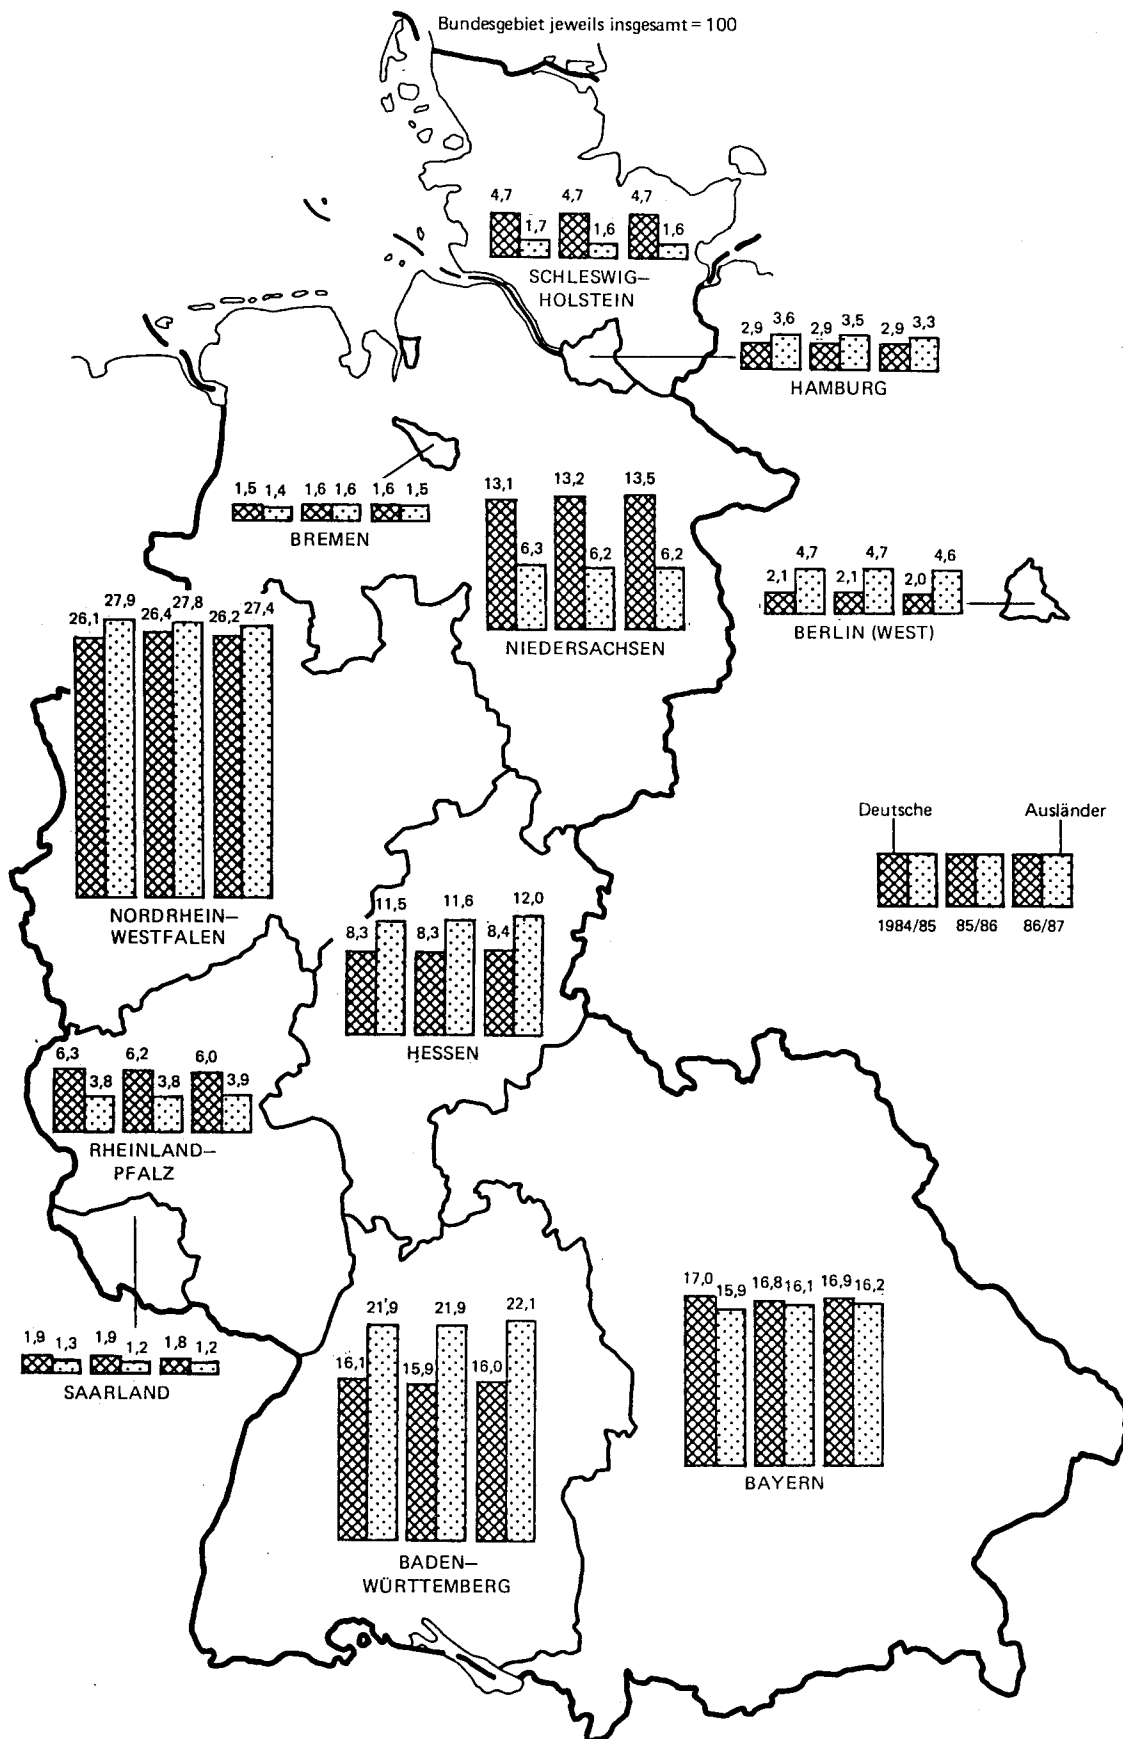 Bundesgebiet jeweils insgesamt = 100
4,7 1,7 4,7 1,6 4,7 1,6
SCHLESWIG–
HOLSTEIN
2,9 3,6 2,9 3,5 2,9 3,3
HAMBURG
1,5 1,4 1,6 1,6 1,6 1,5
BREMEN
13,1 6,3 13,2 6,2 13,5 6,2
NIEDERSACHSEN
2,1 4,7 2,1 4,7 2,0 4,6
BERLIN (WEST)
26,1 27,9 26,4 27,8 26,2 27,4
NORDRHEIN–
WESTFALEN
Deutsche Ausländer
1984/85 85/86 86/87
8,3 11,5 8,3 11,6 8,4 12,0
HESSEN
6,3 3,8 6,2 3,8 6,0 3,9
RHEINLAND–
PFALZ
1,9 1,3 1,9 1,2 1,8 1,2
SAARLAND
16,1 21,9 15,9 21,9 16,0 22,1
BADEN–
WÜRTTEMBERG
17,0 15,9 16,8 16,1 16,9 16,2
BAYERN